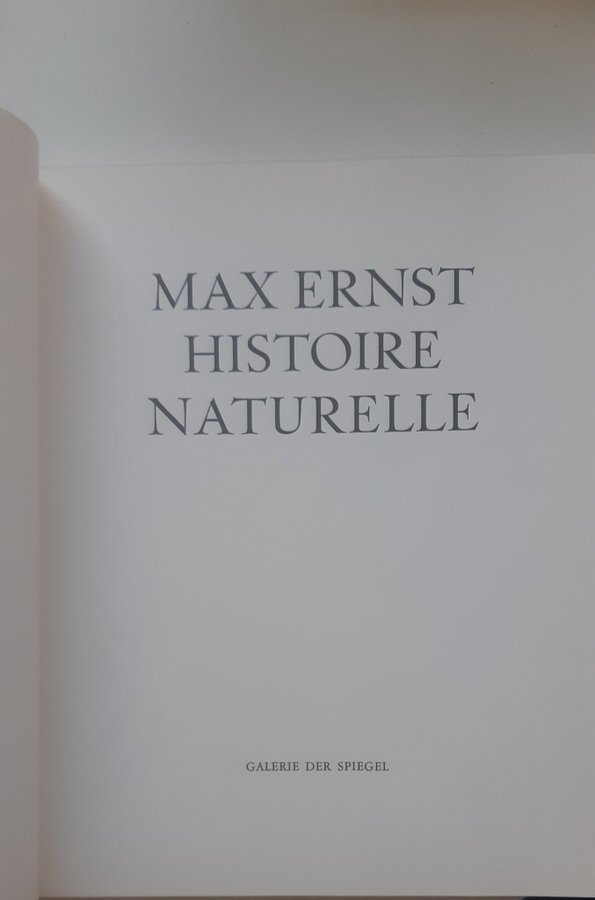 MAX ERNST
HISTOIRE
NATURELLE
GALERIE DER SPIEGEL